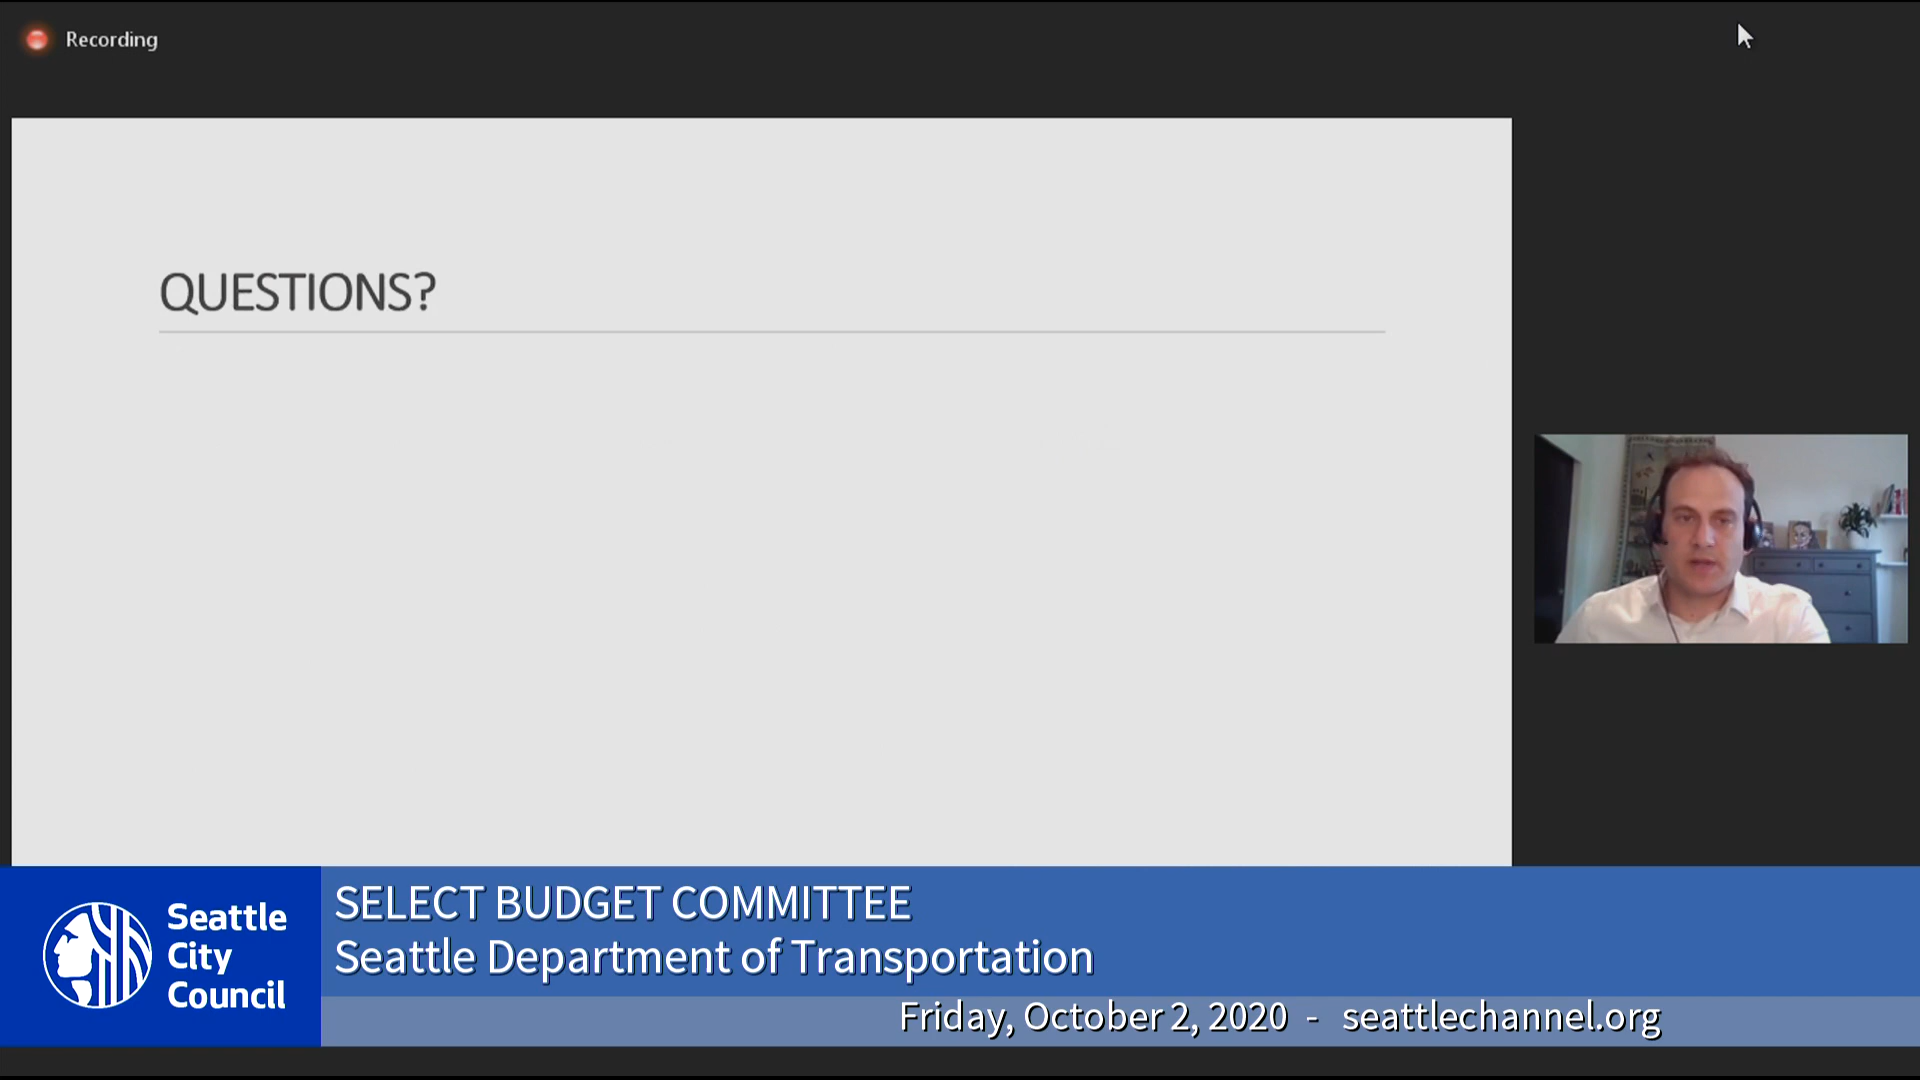 Recording
QUESTIONS?
Seattle
City
Council
SELECT BUDGET COMMITTEE
Seattle Department of Transportation
Friday, October 2, 2020 - seattlechannel.org